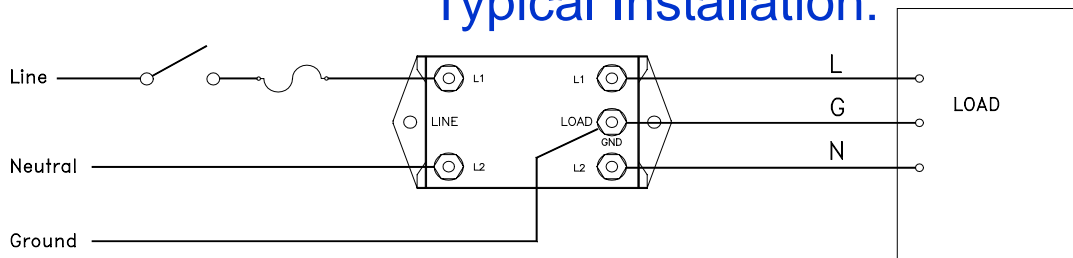 Typical Installation:
Line
L1
L1
L
LINE
LOAD
GND
G
LOAD
Neutral
L2
L2
N
Ground